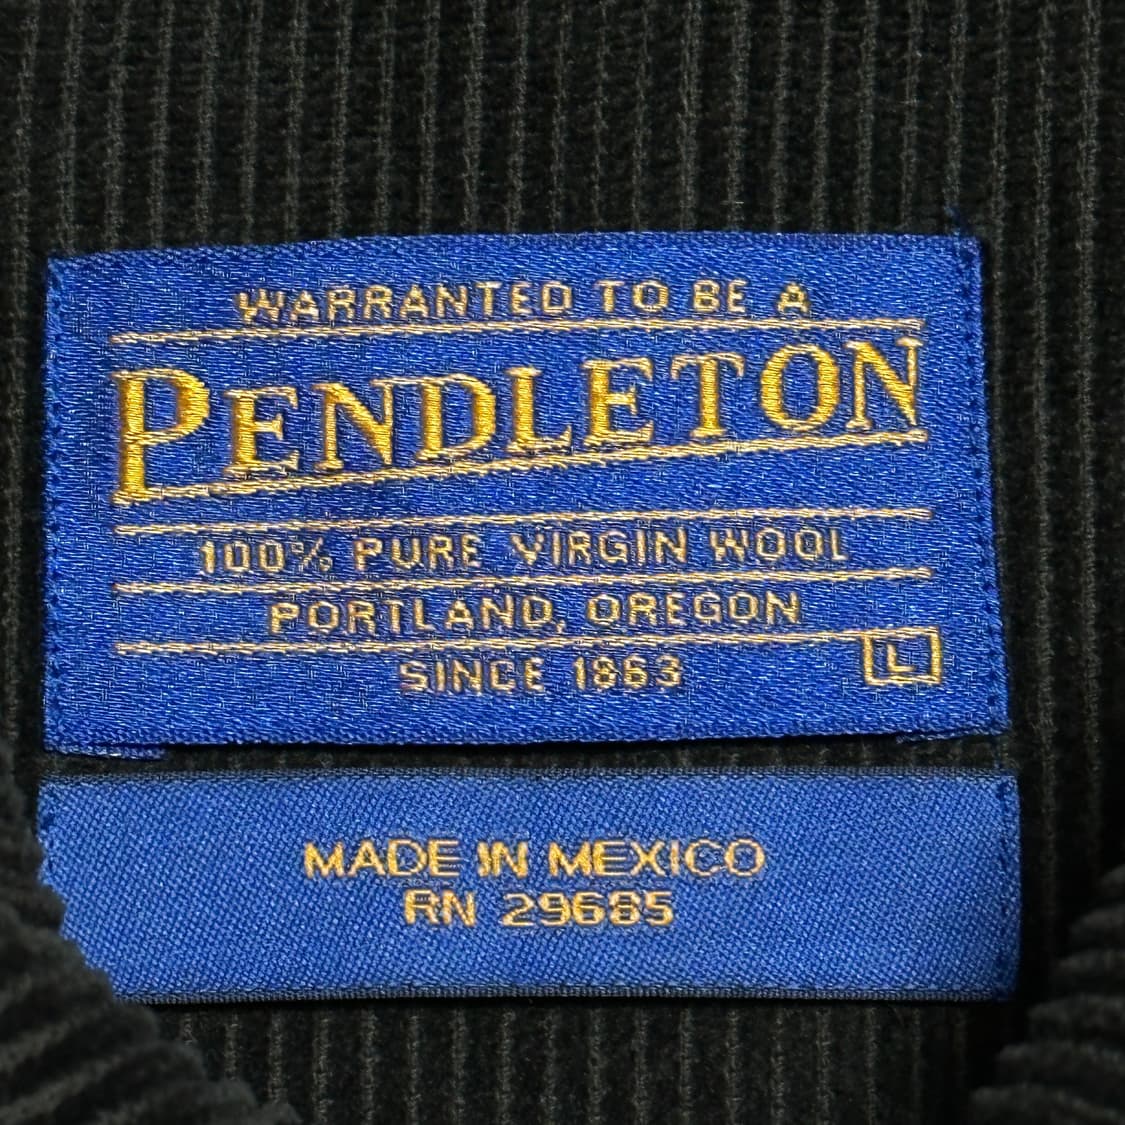 WARRANTED TO BE A
PENDLETON
100% PURE VIRGIN WOOL
PORTLAND, OREGON
SINCE 1863
L
MADE IN MEXICO
RN 29685